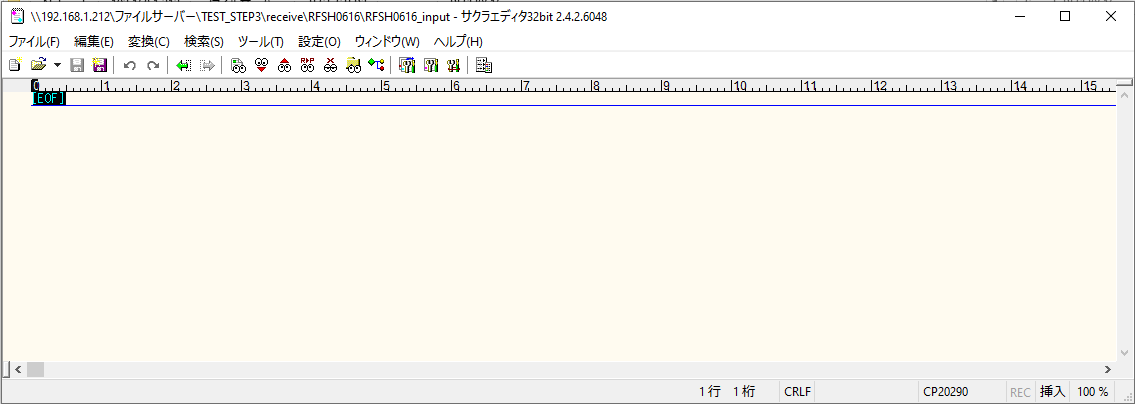 \\192.168.1.212\ファイルサーバー\TEST_STEP3\receive\RFSH0616\RFSH0616_input - サクラエディタ32bit 2.4.2.6048
ファイル(F) 編集(E) 変換(C) 検索(S) ツール(T) 設定(O) ウィンドウ(W) ヘルプ(H)
0 1 2 3 4 5 6 7 8 9 10 11 12 13 14 15
[EOF]
1行 1桁 CRLF CP20290 REC 挿入 100 %